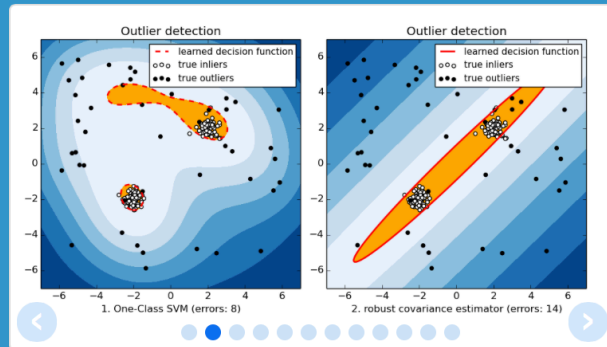 Outlier detection
learned decision function
true inliers
true outliers
6
4
2
0
−2
−4
−6
−6
−4
−2
0
2
4
6
1. One-Class SVM (errors: 8)
Outlier detection
learned decision function
true inliers
true outliers
6
4
2
0
−2
−4
−6
−6
−4
−2
0
2
4
6
2. robust covariance estimator (errors: 14)